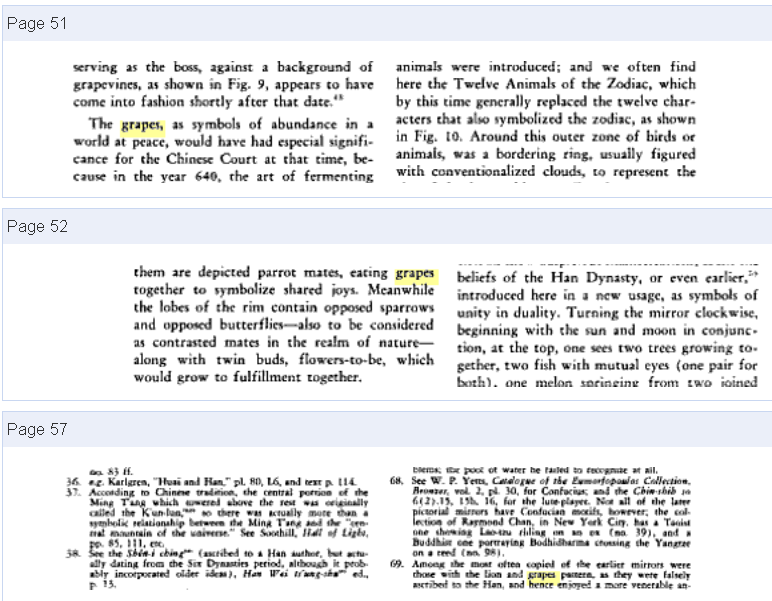 Page 51
serving as the boss, against a background of
grapevines, as shown in Fig. 9, appears to have
come into fashion shortly after that date.
The grapes, as symbols of abundance in a
world at peace, would have had especial signifi-
cance for the Chinese Court at that time, be-
cause in the year 640, the art of fermenting
animals were introduced; and we often find
here the Twelve Animals of the Zodiac, which
by this time generally replaced the twelve char-
acters that also symbolized the zodiac, as shown
in Fig. 10. Around this outer zone of birds or
animals, was a bordering ring, usually figured
with conventionalized clouds, to represent the
Page 52
them are depicted parrot mates, eating grapes
together to symbolize shared joys. Meanwhile
the lobes of the rim contain opposed sparrows
and opposed butterflies—also to be considered
as contrasted mates in the realm of nature—
along with twin buds, flowers-to-be, which
would grow to fulfillment together.
beliefs of the Han Dynasty, or even earlier,
introduced here in a new usage, as symbols of
unity in duality. Turning the mirror clockwise,
beginning with the sun and moon in conjunc-
tion, at the top, one sees two trees growing to-
gether, two fish with mutual eyes (one pair for
both), one melon springing from two joined
Page 57
no. 83 ff.
36. e.g. Karlgren, "Huai and Han," pl. 80, L6, and text p. 114.
37. According to Chinese tradition, the central portion of the
Ming T'ang which towered above the rest was originally
called the K'un-lun, so there was actually more than a
symbolic relationship between the Ming T'ang and the "cen-
tral mountain of the universe." See Soothill, Hall of Light,
pp. 85, 111, etc.
38. See the Shên-i ching (ascribed to a Han author, but actu-
ally dating from the Six Dynasties period, although it prob-
ably incorporated older ideas), Han Wei ts'ung-shu ed.,
p. 13.
blems; the pool of water he failed to recognize at all.
68. See W. P. Yetts, Catalogue of the Eumorfopoulos Collection,
Bronzes, vol. 2, pl. 30, for Confucius; and the Chin-shih so
6(2).15, 15b, 16, for the lute-player. Not all of the later
pictorial mirrors have Confucian motifs, however; the col-
lection of Raymond Chan, in New York City, has a Taoist
one showing Lao-tzu riding on an ox (no. 39), and a
Buddhist one portraying Bodhidharma crossing the Yangtze
on a reed (no. 98).
69. Among the most often copied of the earlier mirrors were
those with the lion and grapes pattern, as they were falsely
ascribed to the Han, and hence enjoyed a more venerable an-